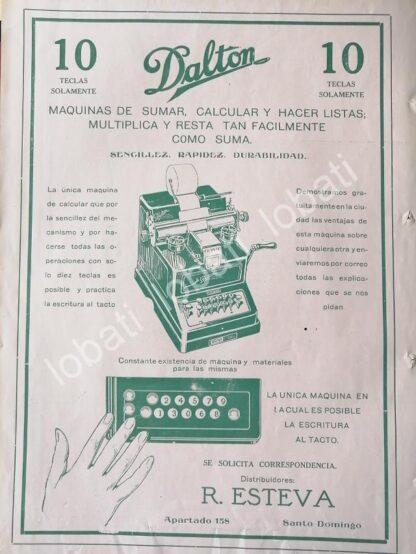 10
TECLAS
SOLAMENTE
Dalton
10
TECLAS
SOLAMENTE
MAQUINAS DE SUMAR, CALCULAR Y HACER LISTAS;
MULTIPLICA Y RESTA TAN FACILMENTE
COMO SUMA.
SENCILLEZ, RAPIDEZ, DURABILIDAD.
La única maquina
de calcular que por
la sencillez del me-
canismo y por ha-
cerse todas las o-
peraciones con so-
lo diez teclas es
posible y practica
la escritura al tacto
Demostramos gra-
tuitamente en la ciu-
dad las ventajas de
esta máquina sobre
cualquiera otra y en-
viaremos por correo
todas las explica-
ciones que se nos
pidan
Constante existencia de máquina y materiales
para las mismas
2 4 5 9
0 1 3 0 6 8
LA UNICA MAQUINA EN
LA CUAL ES POSIBLE
LA ESCRITURA
AL TACTO.
SE SOLICITA CORRESPONDENCIA.
Distribuidores:
R. ESTEVA
Apartado 158
Santo Domingo
lobati lobati lobati